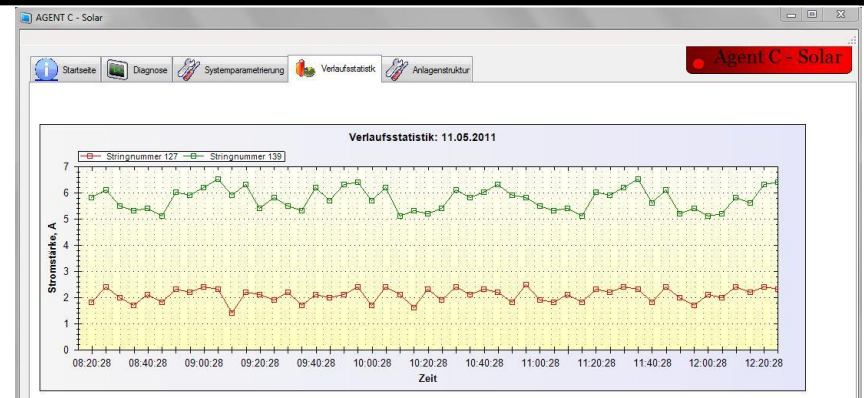 AGENT C - Solar
Startseite Diagnose Systemparametrierung Verlaufsstatistk Anlagenstruktur
Agent C - Solar
Verlaufsstatistik: 11.05.2011
Stringnummer 127 Stringnummer 139
7
6
5
4
3
2
1
0
Stromstärke, A
08:20:28 08:40:28 09:00:28 09:20:28 09:40:28 10:00:28 10:20:28 10:40:28 11:00:28 11:20:28 11:40:28 12:00:28 12:20:28
Zeit